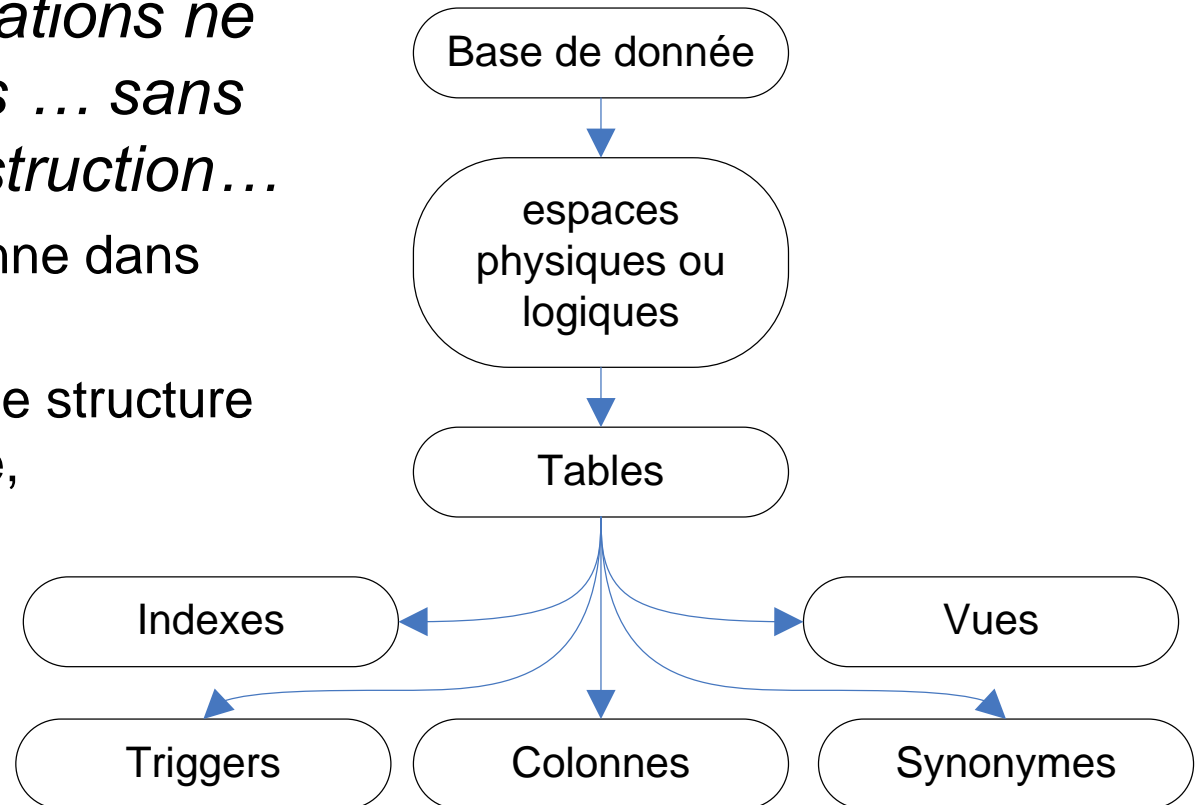 ations ne
s … sans
struction…
nne dans
e structure
e,
Base de donnée
espaces
physiques ou
logiques
Tables
Indexes
Vues
Triggers
Colonnes
Synonymes